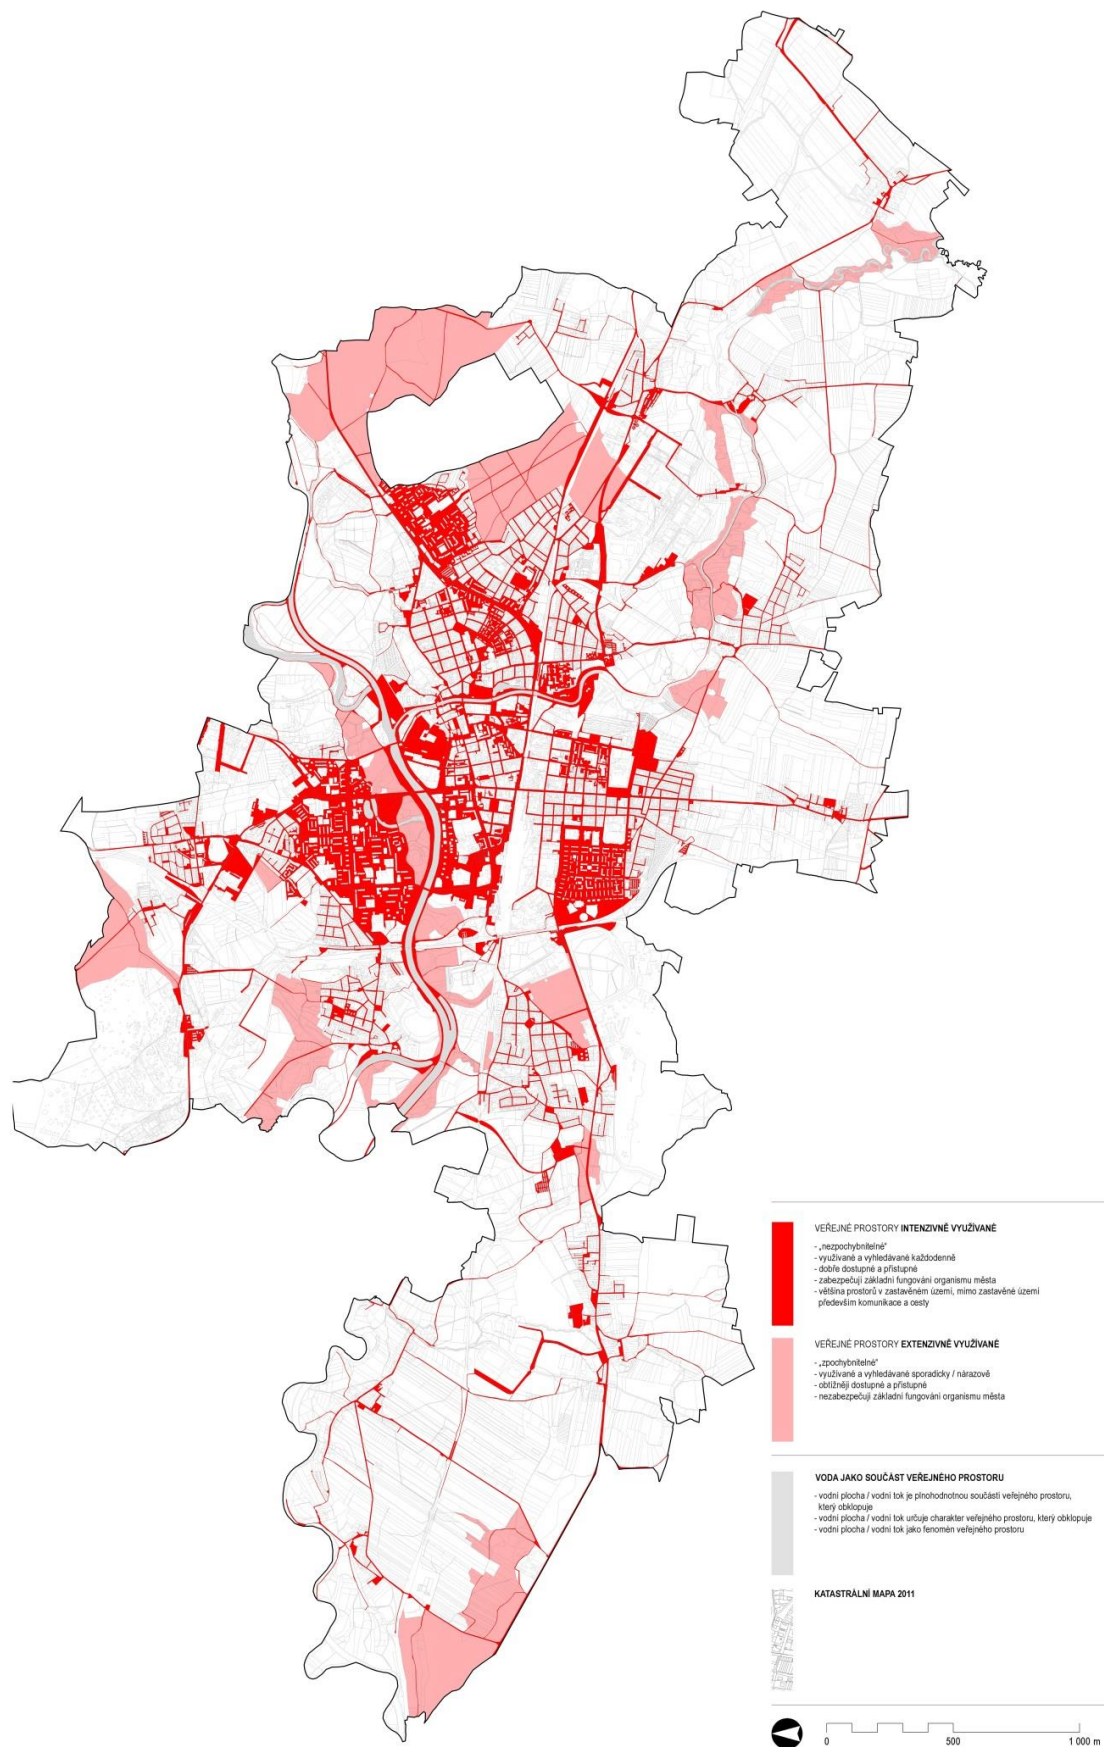 VEŘEJNÉ PROSTORY INTENZIVNĚ VYUŽÍVANÉ
- „nezpochybnitelné“
- využívané a vyhledávané každodenně
- dobře dostupné a přístupné
- zabezpečují základní fungování organismu města
- většina prostorů v zastavěném území, mimo zastavěné území
především komunikace a cesty
VEŘEJNÉ PROSTORY EXTENZIVNĚ VYUŽÍVANÉ
- „zpochybnitelné“
- využívané a vyhledávané sporadicky / nárazově
- obtížněji dostupné a přístupné
- nezabezpečují základní fungování organismu města
VODA JAKO SOUČÁST VEŘEJNÉHO PROSTORU
- vodní plocha / vodní tok je plnohodnotnou součástí veřejného prostoru,
který obklopuje
- vodní plocha / vodní tok určuje charakter veřejného prostoru, který obklopuje
- vodní plocha / vodní tok jako fenomén veřejného prostoru
KATASTRÁLNÍ MAPA 2011
0 500 1 000 m